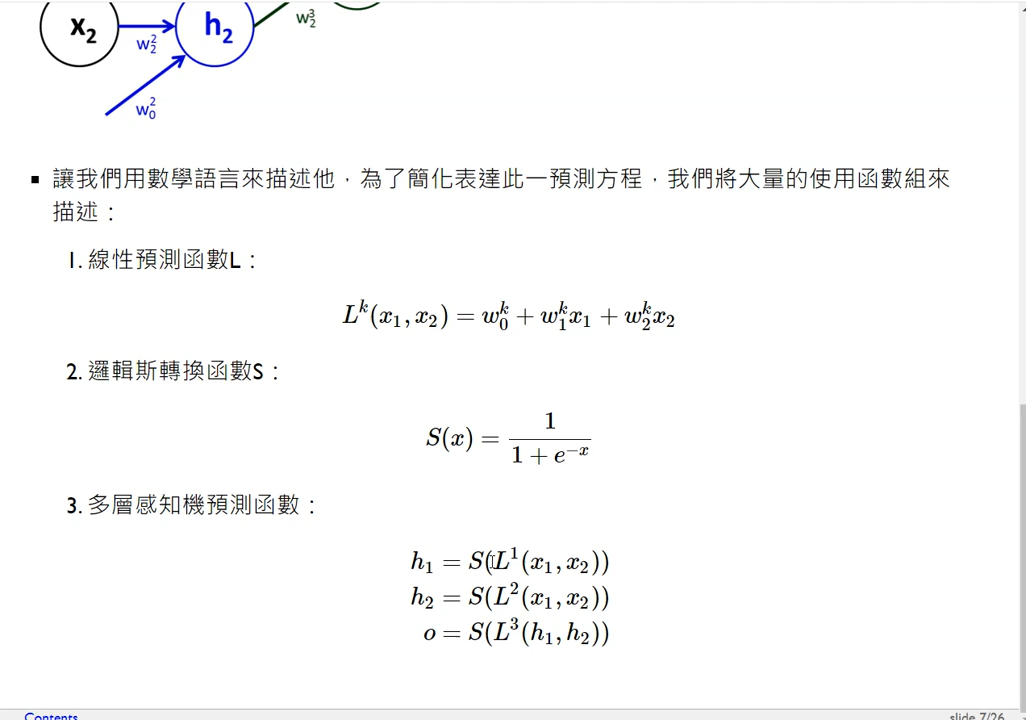 x₂
h₂
w₂³
w₂²
w₀²
讓我們用數學語言來描述他，為了簡化表達此一預測方程，我們將大量的使用函數組來
描述：
1. 線性預測函數L：
L^k(x₁, x₂) = w₀^k + w₁^k x₁ + w₂^k x₂
2. 邏輯斯轉換函數S：
S(x) = 1 / (1 + e^−x)
3. 多層感知機預測函數：
h₁ = S(L¹(x₁, x₂))
h₂ = S(L²(x₁, x₂))
o = S(L³(h₁, h₂))
Contents
slide 7/26